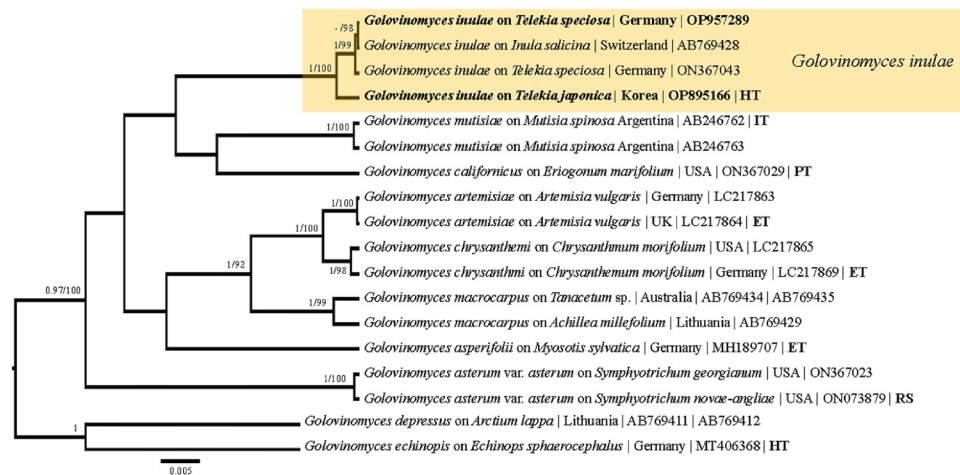 Golovinomyces inulae on Telekia speciosa | Germany | OP957289
- /98
Golovinomyces inulae on Inula salicina | Switzerland | AB769428
1/99
Golovinomyces inulae
Golovinomyces inulae on Telekia speciosa | Germany | ON367043
1/100
Golovinomyces inulae on Telekia japonica | Korea | OP895166 | HT
Golovinomyces mutisiae on Mutisia spinosa Argentina | AB246762 | IT
1/100
Golovinomyces mutisiae on Mutisia spinosa Argentina | AB246763
Golovinomyces californicus on Eriogonum marifolium | USA | ON367029 | PT
Golovinomyces artemisiae on Artemisia vulgaris | Germany | LC217863
1/100
Golovinomyces artemisiae on Artemisia vulgaris | UK | LC217864 | ET
1/100
Golovinomyces chrysanthemi on Chrysanthmum morifolium | USA | LC217865
1/98
Golovinomyces chrysanthmi on Chrysanthemum morifolium | Germany | LC217869 | ET
1/92
Golovinomyces macrocarpus on Tanacetum sp. | Australia | AB769434 | AB769435
0.97/100
1/99
Golovinomyces macrocarpus on Achillea millefolium | Lithuania | AB769429
Golovinomyces asperifolii on Myosotis sylvatica | Germany | MH189707 | ET
Golovinomyces asterum var. asterum on Symphyotrichum georgianum | USA | ON367023
1/100
Golovinomyces asterum var. asterum on Symphyotrichum novae-angliae | USA | ON073879 | RS
Golovinomyces depressus on Arctium lappa | Lithuania | AB769411 | AB769412
1
Golovinomyces echinopis on Echinops sphaerocephalus | Germany | MT406368 | HT
0.005